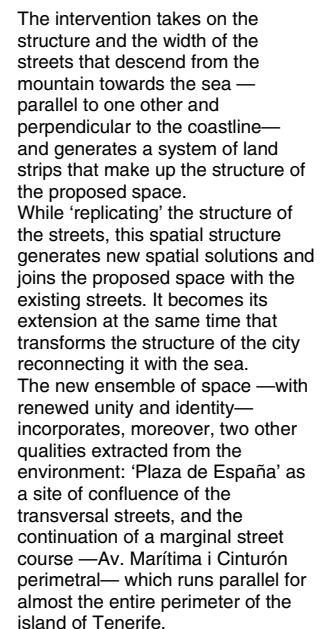 The intervention takes on the
structure and the width of the
streets that descend from the
mountain towards the sea —
parallel to one other and
perpendicular to the coastline—
and generates a system of land
strips that make up the structure of
the proposed space.
While ‘replicating’ the structure of
the streets, this spatial structure
generates new spatial solutions and
joins the proposed space with the
existing streets. It becomes its
extension at the same time that
transforms the structure of the city
reconnecting it with the sea.
The new ensemble of space —with
renewed unity and identity—
incorporates, moreover, two other
qualities extracted from the
environment: ‘Plaza de España’ as
a site of confluence of the
transversal streets, and the
continuation of a marginal street
course —Av. Marítima i Cinturón
perimetral— which runs parallel for
almost the entire perimeter of the
island of Tenerife.